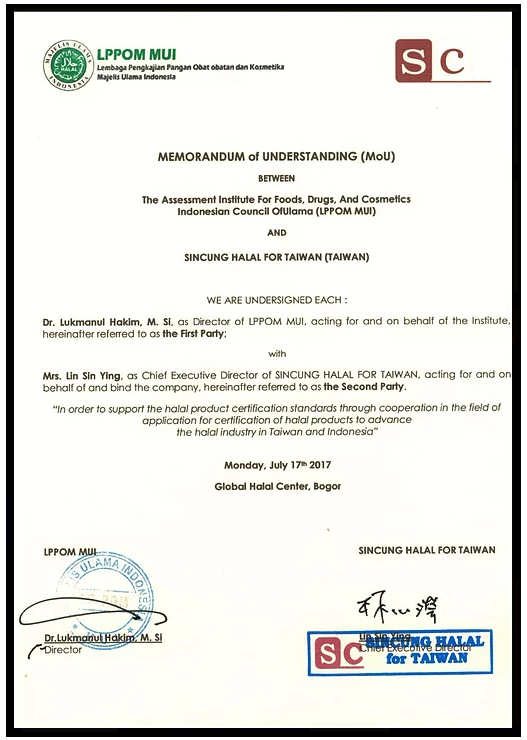 MAJELIS ULAMA
HALAL
INDONESIA
LPPOM MUI
Lembaga Pengkajian Pangan Obat obatan dan Kosmetika
Majelis Ulama Indonesia
SC
MEMORANDUM of UNDERSTANDING (MoU)
BETWEEN
The Assessment Institute For Foods, Drugs, And Cosmetics
Indonesian Council OfUlama (LPPOM MUI)
AND
SINCUNG HALAL FOR TAIWAN (TAIWAN)
WE ARE UNDERSIGNED EACH :
Dr. Lukmanul Hakim, M. Si, as Director of LPPOM MUI, acting for and on behalf of the Institute,
hereinafter referred to as the First Party;
with
Mrs. Lin Sin Ying, as Chief Executive Director of SINCUNG HALAL FOR TAIWAN, acting for and on
behalf of and bind the company, hereinafter referred to as the Second Party.
“In order to support the halal product certification standards through cooperation in the field of
application for certification of halal products to advance
the halal industry in Taiwan and Indonesia”
Monday, July 17th 2017
Global Halal Center, Bogor
LPPOM MUI
SINCUNG HALAL FOR TAIWAN
ULAMA INDONES
Dr.Lukmanul Hakim, M. Si
Director
Lin Sin Ying
Chief Executive Director
SC SINCUNG HALAL
for TAIWAN